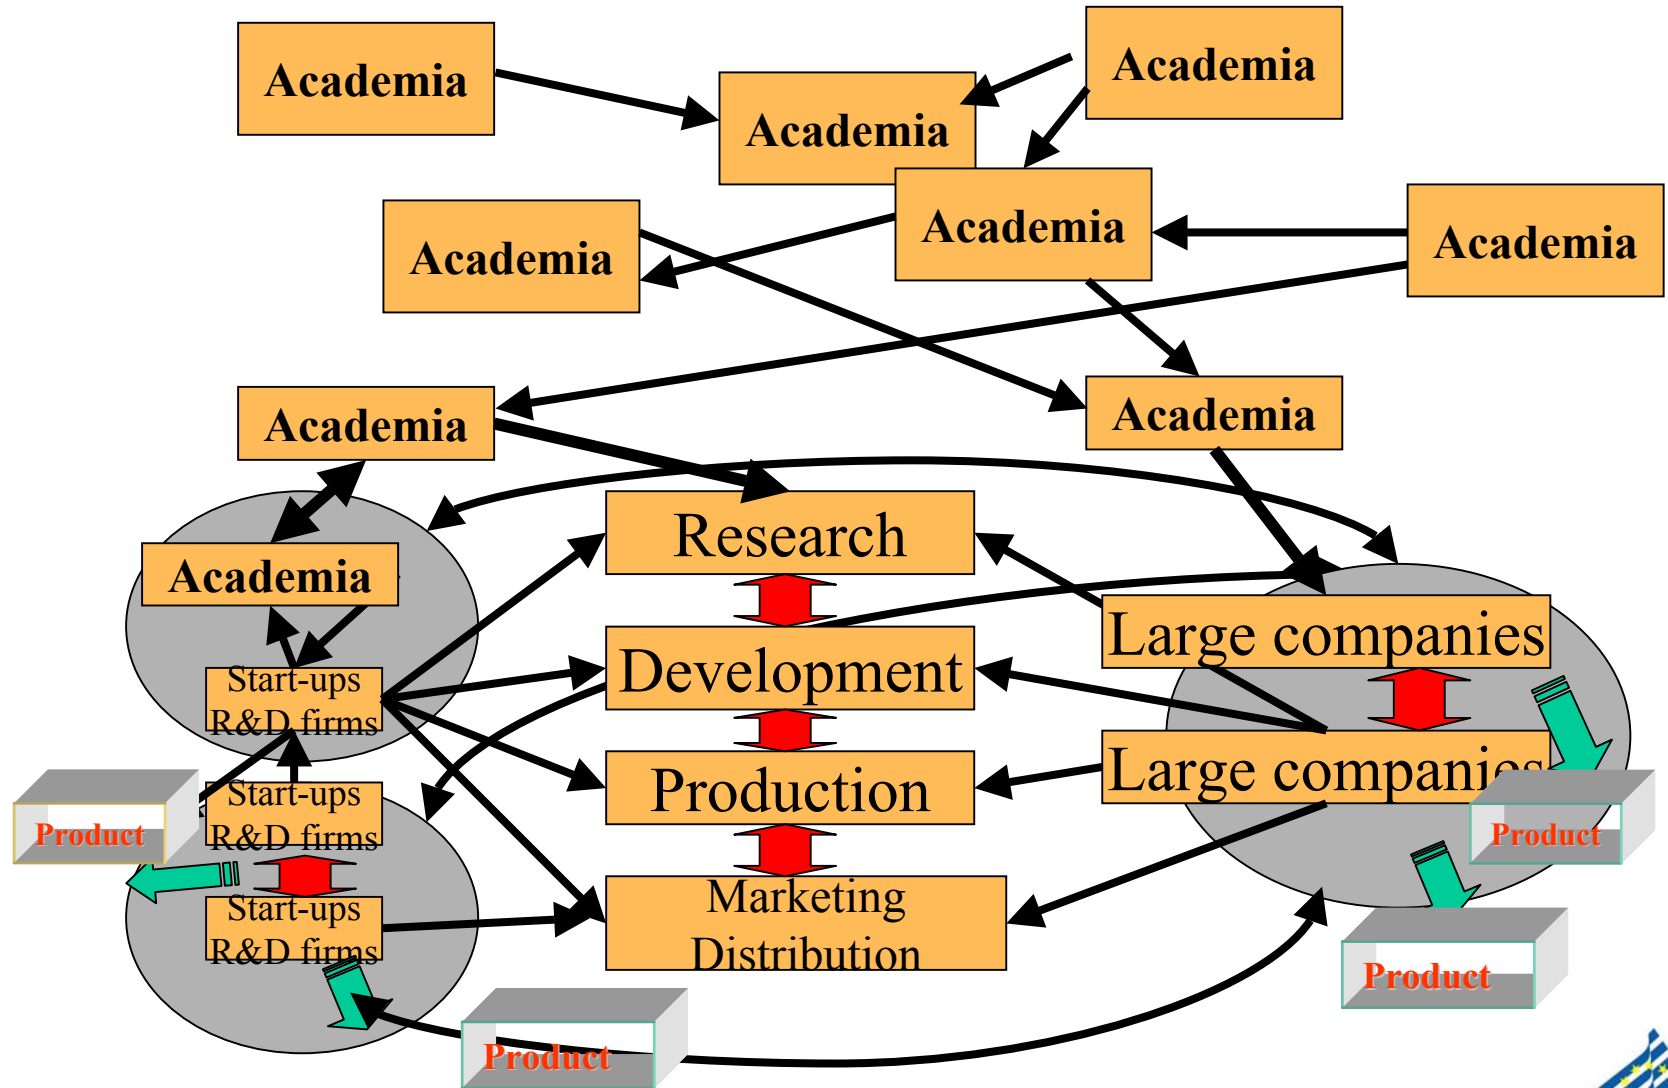 Academia
Academia
Academia
Academia
Academia
Academia
Academia
Academia
Research
Academia
Large companies
Development
Start-ups
R&D firms
Large companies
Production
Start-ups
R&D firms
Product
Product
Marketing
Distribution
Start-ups
R&D firms
Product
Product